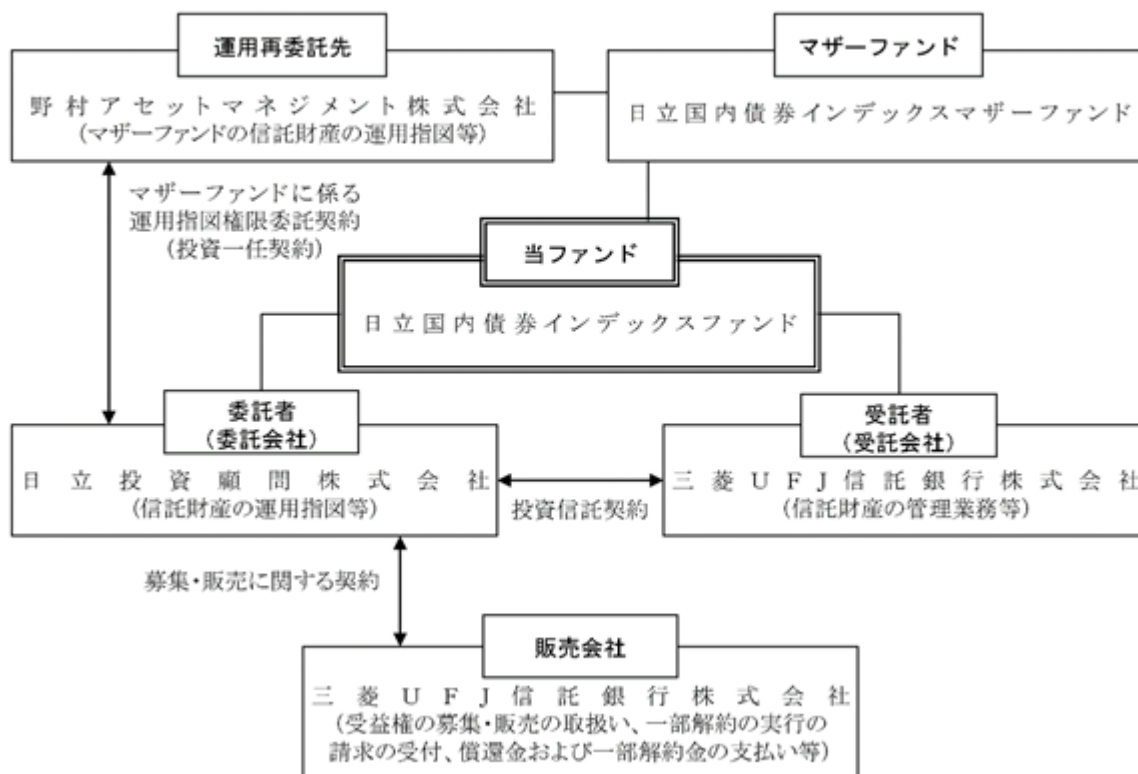 運用再委託先
野村アセットマネジメント株式会社
(マザーファンドの信託財産の運用指図等)
マザーファンド
日立国内債券インデックスマザーファンド
マザーファンドに係る
運用指図権限委託契約
(投資一任契約)
当ファンド
日立国内債券インデックスファンド
委託者
(委託会社)
日立投資顧問株式会社
(信託財産の運用指図等)
投資信託契約
受託者
(受託会社)
三菱UFJ信託銀行株式会社
(信託財産の管理業務等)
募集・販売に関する契約
販売会社
三菱UFJ信託銀行株式会社
(受益権の募集・販売の取扱い、一部解約の実行の
請求の受付、償還金および一部解約金の支払い等)